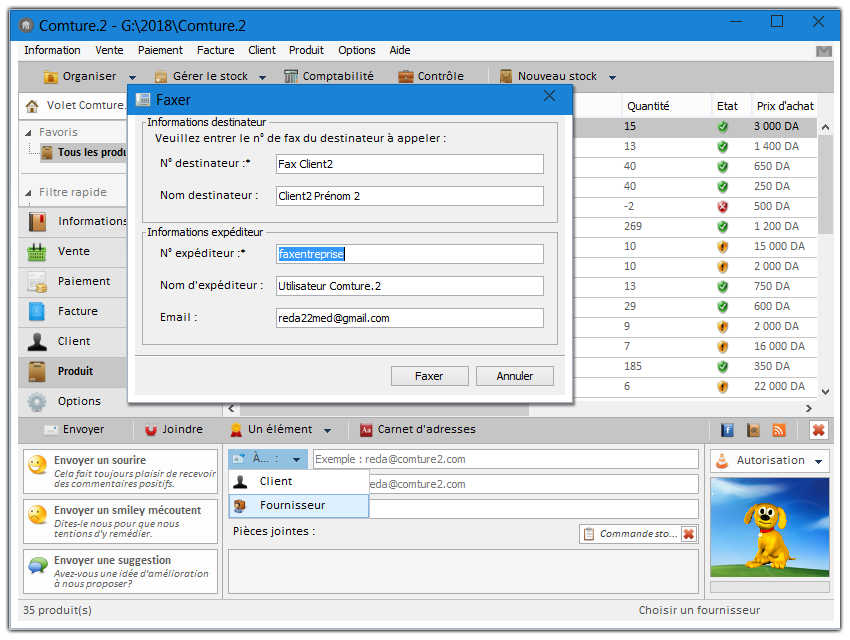 Comture.2 - G:\2018\Comture.2
Information Vente Paiement Facture Client Produit Options Aide
Organiser Gérer le stock Comptabilité Contrôle Nouveau stock
Volet Comture.
Favoris
Tous les produ
Filtre rapide
Informations
Vente
Paiement
Facture
Client
Produit
Options
Faxer
Informations destinateur
Veuillez entrer le n° de fax du destinateur à appeler :
N° destinateur :* Fax Client2
Nom destinateur : Client2 Prénom 2
Informations expéditeur
N° expéditeur :* faxentreprise
Nom d'expéditeur : Utilisateur Comture.2
Email : reda22med@gmail.com
Faxer Annuler
Quantité Etat Prix d'achat
15 3 000 DA
13 1 400 DA
40 650 DA
40 250 DA
-2 500 DA
269 1 200 DA
10 15 000 DA
10 2 000 DA
13 750 DA
29 600 DA
9 2 000 DA
7 16 000 DA
185 350 DA
6 22 000 DA
Envoyer Joindre Un élément Carnet d'adresses
Envoyer un sourire
Cela fait toujours plaisir de recevoir
des commentaires positifs.
Envoyer un smiley mécoutent
Dites-le nous pour que nous
tentions d'y remédier.
Envoyer une suggestion
Avez-vous une idée d'amélioration
à nous proposer?
À... : Exemple : reda@comture2.com
Client eda@comture2.com
Fournisseur
Pièces jointes : Commande sto...
Autorisation
35 produit(s) Choisir un fournisseur